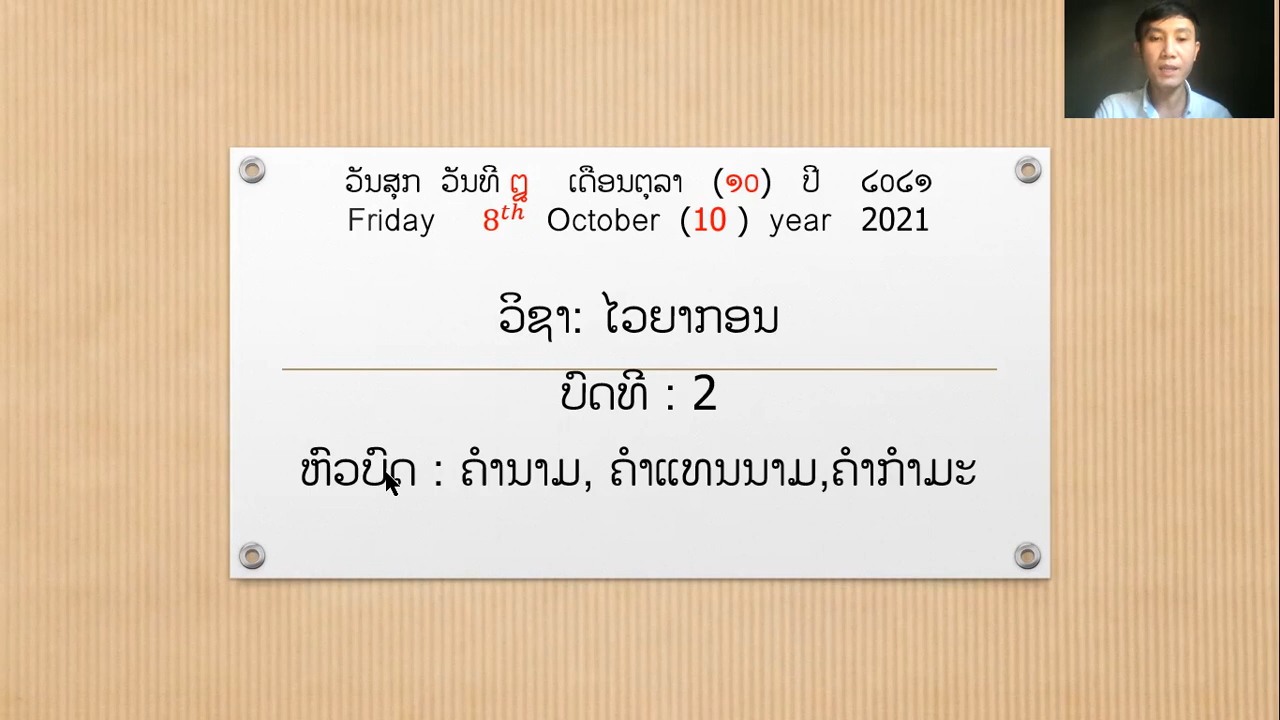 ວັນສຸກ ວັນທີ ໘ ເດືອນຕຸລາ (໑໐) ປີ ໒໐໒໑
Friday 8th October (10 ) year 2021
ວິຊາ: ໄວຍາກອນ
ບົດທີ : 2
ຫົວບົດ : ຄຳນາມ, ຄຳແທນນາມ,ຄຳກຳມະ